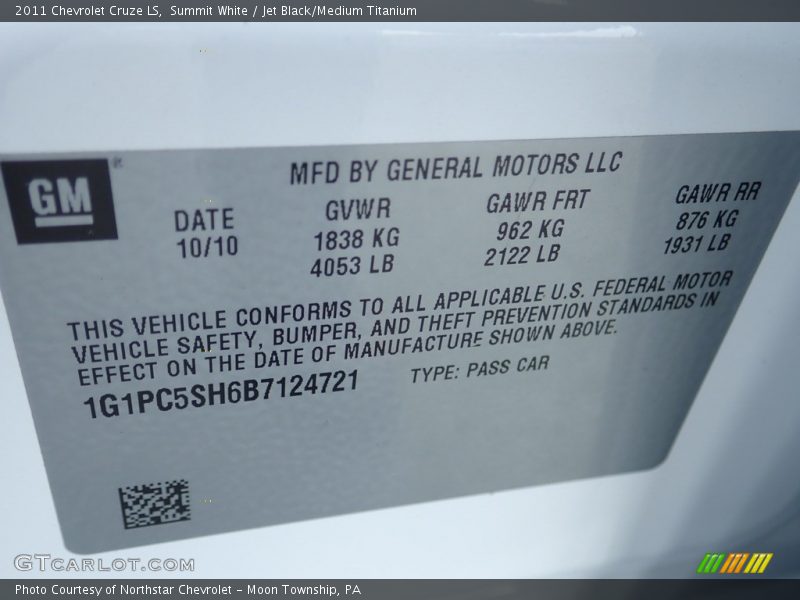 2011 Chevrolet Cruze LS, Summit White / Jet Black/Medium Titanium
GM®
MFD BY GENERAL MOTORS LLC
DATE GVWR GAWR FRT GAWR RR
10/10 1838 KG 962 KG 876 KG
4053 LB 2122 LB 1931 LB
THIS VEHICLE CONFORMS TO ALL APPLICABLE U.S. FEDERAL MOTOR
VEHICLE SAFETY, BUMPER, AND THEFT PREVENTION STANDARDS IN
EFFECT ON THE DATE OF MANUFACTURE SHOWN ABOVE.
1G1PC5SH6B7124721 TYPE: PASS CAR
GTCARLOT.COM
Photo Courtesy of Northstar Chevrolet – Moon Township, PA